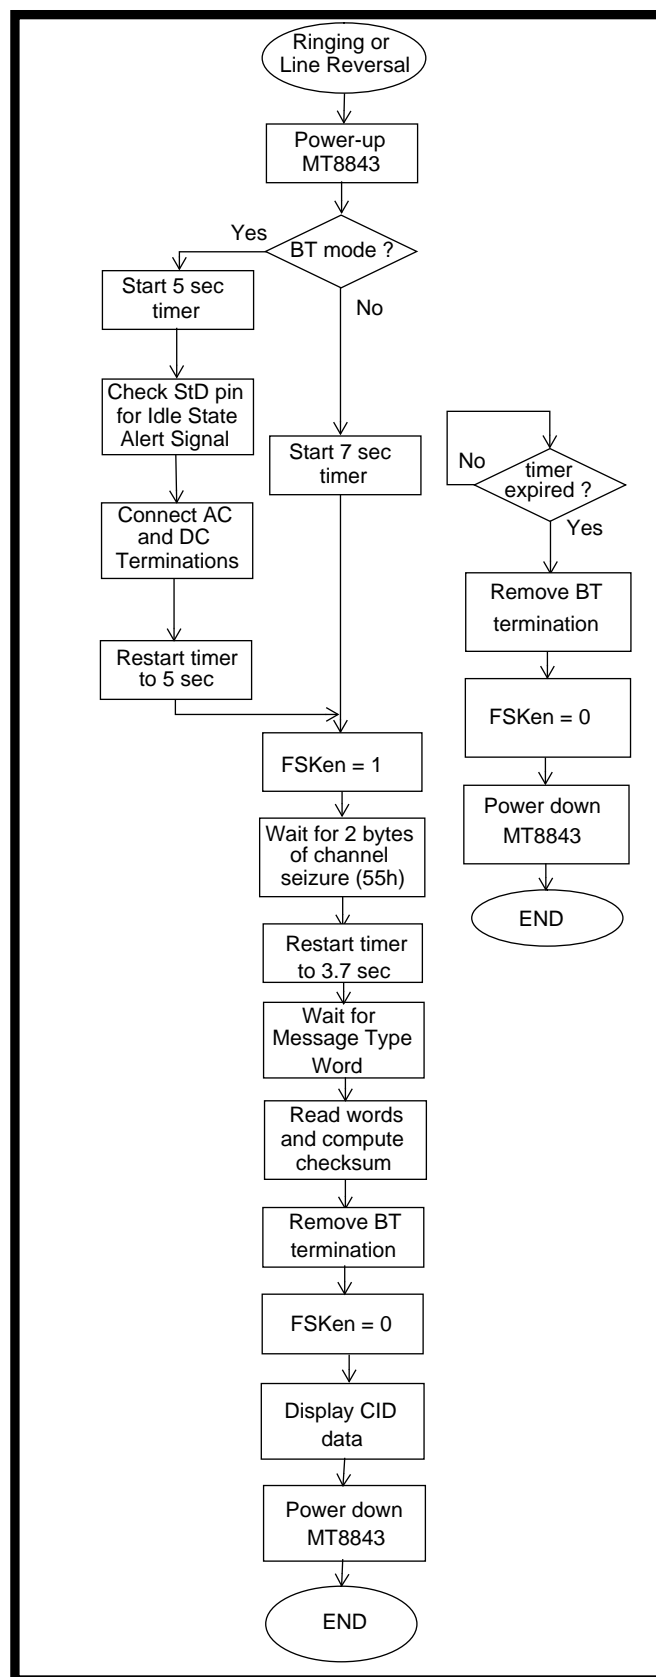 Ringing or
Line Reversal
Power-up
MT8843
BT mode ?
Yes
No
Start 5 sec
timer
Check StD pin
for Idle State
Alert Signal
Connect AC
and DC
Terminations
Restart timer
to 5 sec
Start 7 sec
timer
FSKen = 1
Wait for 2 bytes
of channel
seizure (55h)
Restart timer
to 3.7 sec
Wait for
Message Type
Word
Read words
and compute
checksum
Remove BT
termination
FSKen = 0
Display CID
data
Power down
MT8843
END
timer
expired ?
No
Yes
Remove BT
termination
FSKen = 0
Power down
MT8843
END